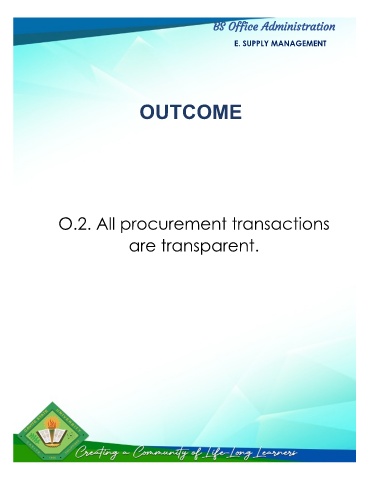 BS Office Administration
E. SUPPLY MANAGEMENT
OUTCOME
O.2. All procurement transactions
are transparent.
Creating a Community of Life-Long Learners